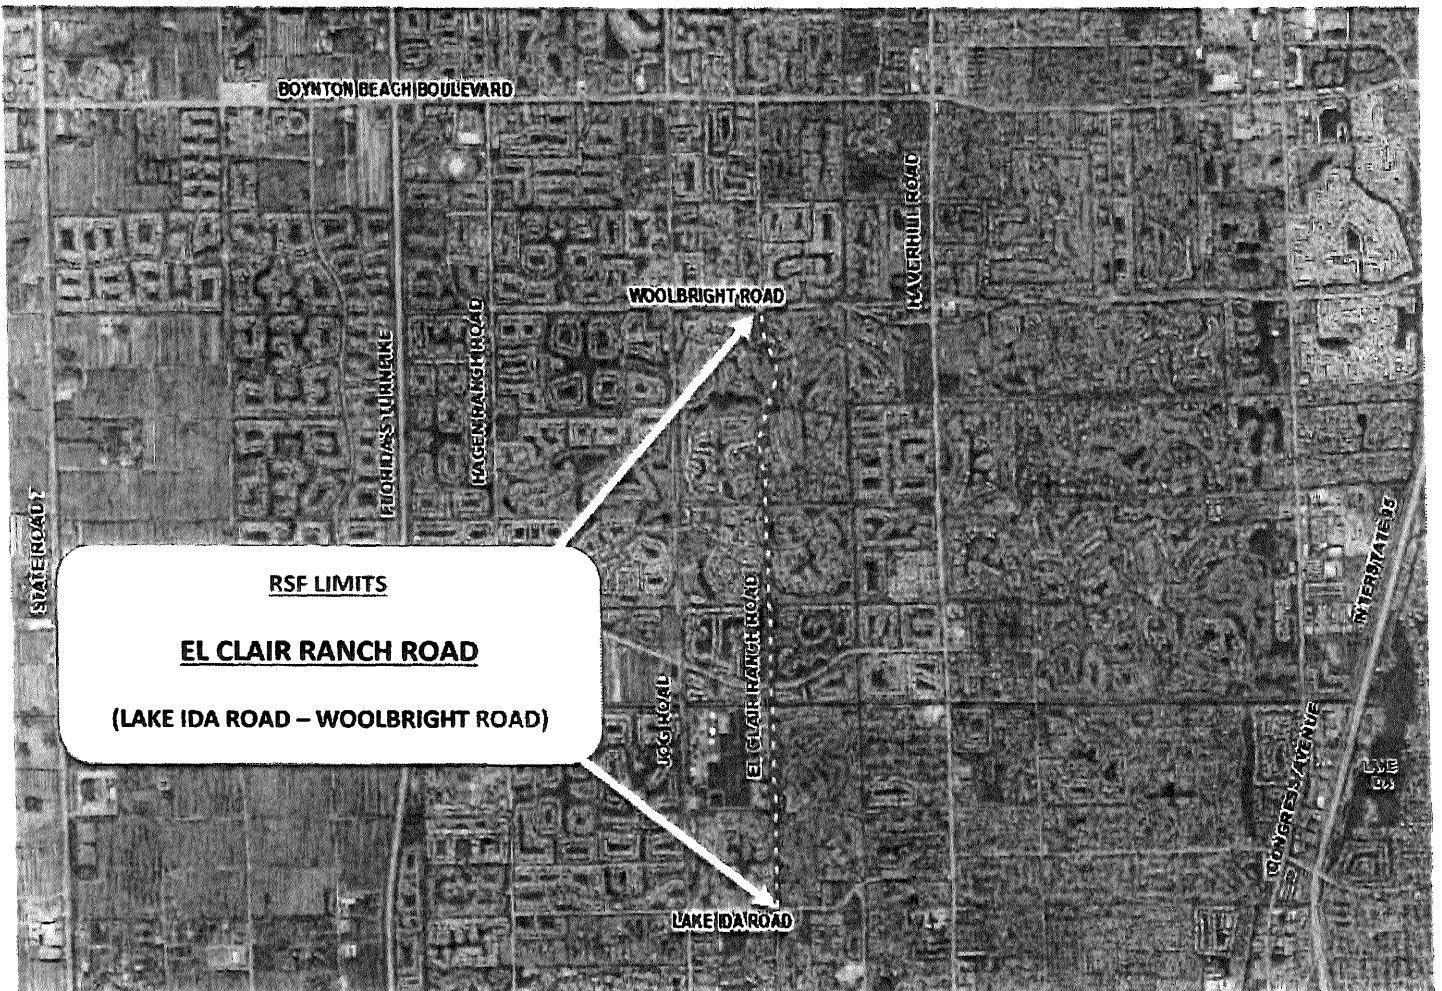 BOYNTON BEACH BOULEVARD
HAVERHILL ROAD
WOOLBRIGHT ROAD
FLORIDA'S TURNPIKE
HAGEN RANCH ROAD
STATE ROAD 7
INTERSTATE 95
RSF LIMITS
EL CLAIR RANCH ROAD
(LAKE IDA ROAD – WOOLBRIGHT ROAD)
EL CLAIR RANCH ROAD
JOG ROAD
CONGRESS AVENUE
LAKE
IDA
LAKE IDA ROAD